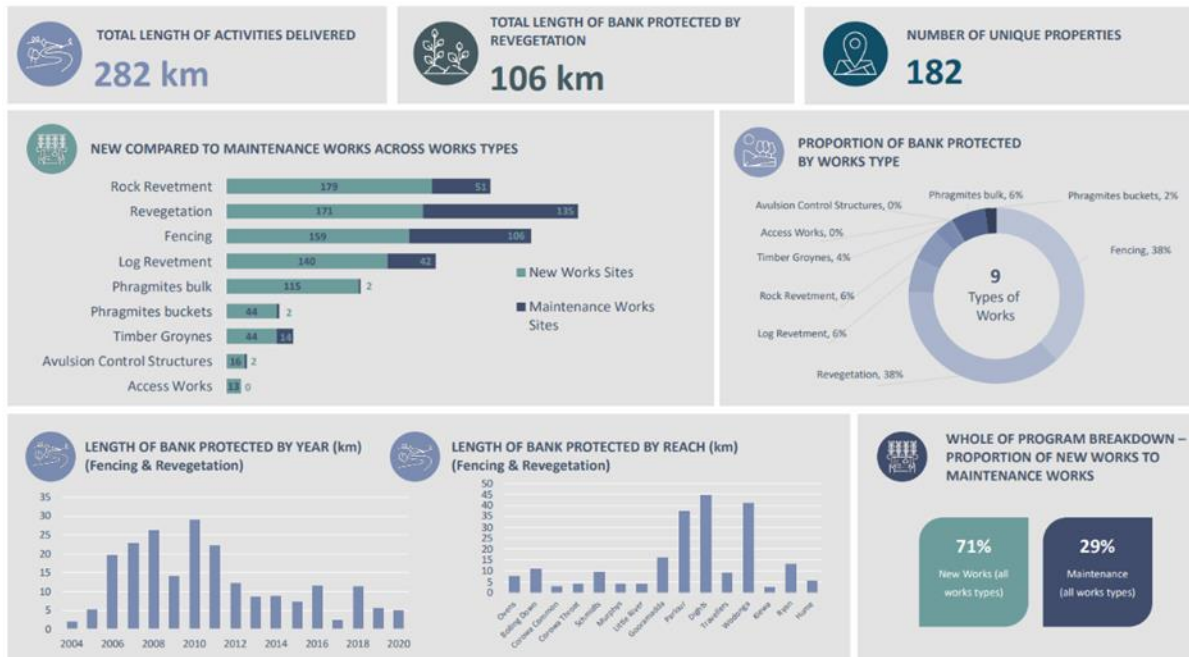 TOTAL LENGTH OF ACTIVITIES DELIVERED
282 km
TOTAL LENGTH OF BANK PROTECTED BY
REVEGETATION
106 km
NUMBER OF UNIQUE PROPERTIES
182
NEW COMPARED TO MAINTENANCE WORKS ACROSS WORKS TYPES
Rock Revetment 179 51
Revegetation 171 135
Fencing 159 106
Log Revetment 140 42
Phragmites bulk 115 2
Phragmites buckets 44 2
Timber Groynes 44 14
Avulsion Control Structures 16 2
Access Works 13 0
New Works Sites
Maintenance Works
Sites
PROPORTION OF BANK PROTECTED
BY WORKS TYPE
Phragmites bulk, 6%
Phragmites buckets, 2%
Avulsion Control Structures, 0%
Access Works, 0%
Timber Groynes, 4%
Fencing, 38%
Rock Revetment, 6%
Log Revetment, 6%
Revegetation, 38%
9
Types of
Works
LENGTH OF BANK PROTECTED BY YEAR (km)
(Fencing & Revegetation)
35
30
25
20
15
10
5
0
2004 2006 2008 2010 2012 2014 2016 2018 2020
LENGTH OF BANK PROTECTED BY REACH (km)
(Fencing & Revegetation)
50
45
40
35
30
25
20
15
10
5
0
Ovens
Boiling Down
Corowa Common
Corowa Throat
Schmidts
Murphys
Little River
Gooramadda
Parlour
Dights
Travellers
Wodonga
Kiewa
Ryan
Hume
WHOLE OF PROGRAM BREAKDOWN –
PROPORTION OF NEW WORKS TO
MAINTENANCE WORKS
71%
New Works (all
works types)
29%
Maintenance
(all works types)